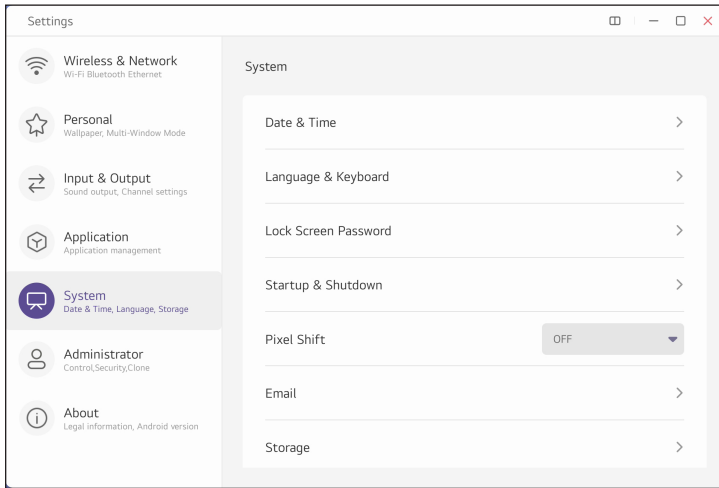 Settings
Wireless & Network
Wi-Fi Bluetooth Ethernet
Personal
Wallpaper, Multi-Window Mode
Input & Output
Sound output, Channel settings
Application
Application management
System
Date & Time, Language, Storage
Administrator
Control,Security,Clone
About
Legal information, Android version
System
Date & Time
Language & Keyboard
Lock Screen Password
Startup & Shutdown
Pixel Shift
OFF
Email
Storage